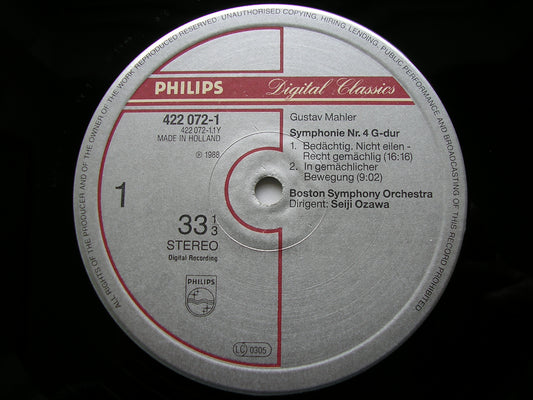 ALL RIGHTS OF THE PRODUCER AND OF THE OWNER OF THE WORK REPRODUCED RESERVED. UNAUTHORISED COPYING, HIRING, LENDING, PUBLIC PERFORMANCE AND BROADCASTING OF THIS RECORD PROHIBITED
PHILIPS
Digital Classics
422 072-1
422 072-1.1Y
MADE IN HOLLAND
℗ 1988
1
33 1/3
STEREO
Digital Recording
PHILIPS
Gustav Mahler
Symphonie Nr. 4 G-dur
1. Bedächtig. Nicht eilen -
Recht gemächlich (16:16)
2. In gemächlicher
Bewegung (9:02)
Boston Symphony Orchestra
Dirigent: Seiji Ozawa
LC 0305